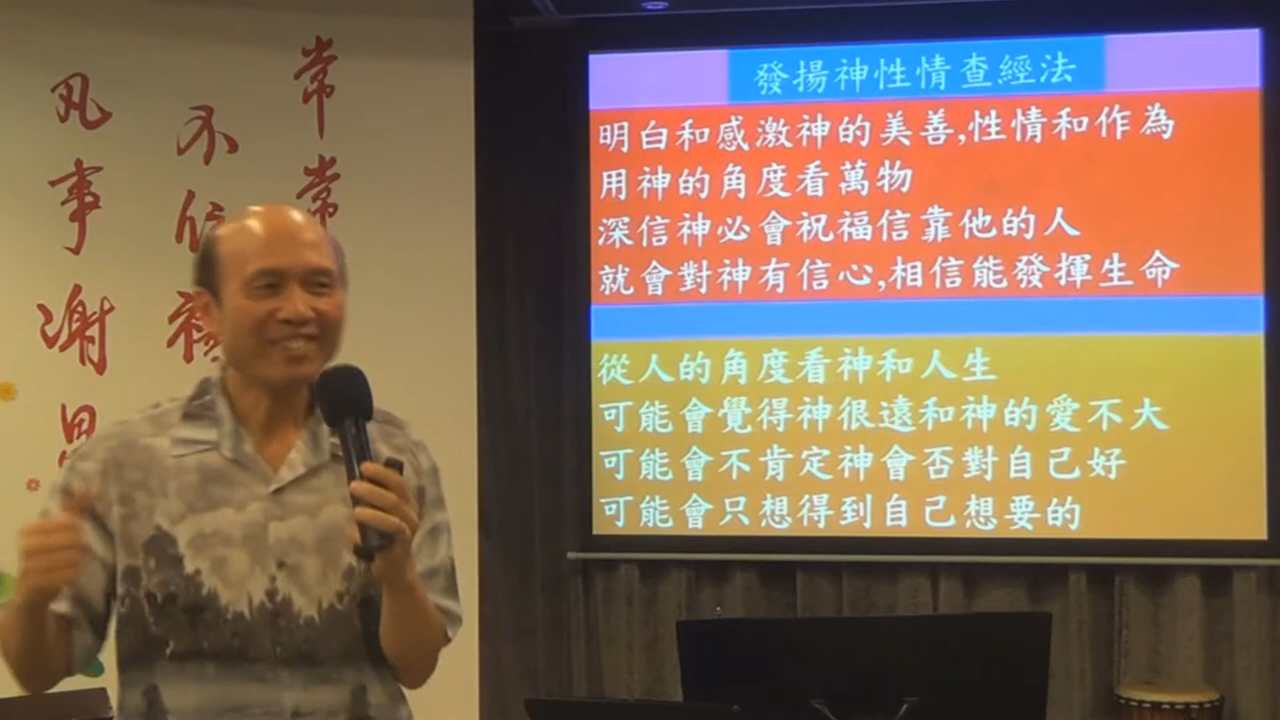 常常
不住禱
凡事謝恩
發揚神性情查經法
明白和感激神的美善,性情和作為
用神的角度看萬物
深信神必會祝福信靠他的人
就會對神有信心,相信能發揮生命
從人的角度看神和人生
可能會覺得神很遠和神的愛不大
可能會不肯定神會否對自己好
可能會只想得到自己想要的